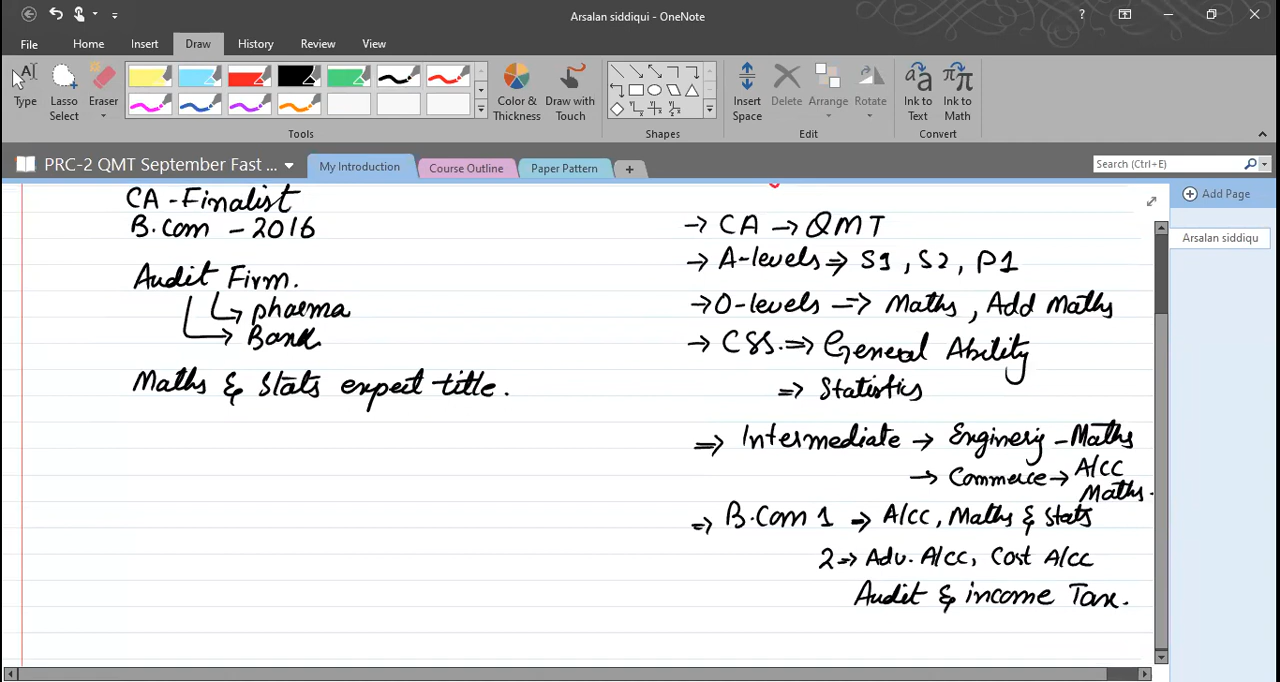 Arsalan siddiqui - OneNote
File Home Insert Draw History Review View
Type Lasso Select Eraser
Color & Thickness
Draw with Touch
Insert Space
Delete Arrange Rotate
Ink to Text
Ink to Math
Tools Shapes Edit Convert
PRC-2 QMT September Fast ...
My Introduction Course Outline Paper Pattern
Search (Ctrl+E)
Add Page
Arsalan siddiqu
CA - Finalist
B.Com - 2016
Audit Firm.
→ pharma
→ Bank
Maths & Stats expect title.
→ CA → QMT
→ A-levels ⇒ S1, S2, P1
→ O-levels → Maths, Add Maths
→ CSS. ⇒ General Ability
⇒ Statistics
⇒ Intermediate → Enginerig - Maths
→ Commerce → A/CC
Maths.
⇒ B.Com 1 ⇒ A/CC, Maths & Stats
2 ⇒ Adv. A/CC, Cost A/CC
Audit & income Tax.